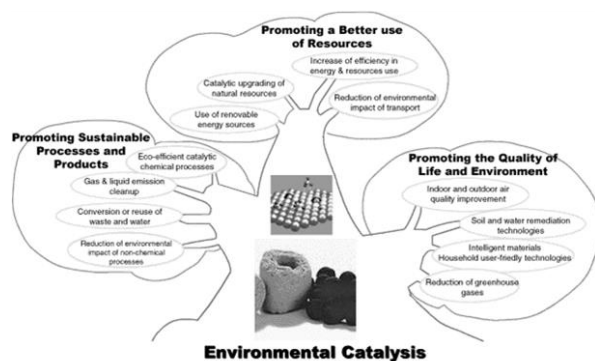 Promoting a Better use
of Resources
Increase of efficiency in
energy & resources use
Catalytic upgrading of
natural resources
Reduction of environmental
impact of transport
Use of renovable
energy sources
Promoting Sustainable
Processes and
Products
Eco-efficient catalytic
chemical processes
Gas & liquid emission
cleanup
Conversion or reuse of
waste and water
Reduction of environmental
impact of non-chemical
processes
Promoting the Quality of
Life and Environment
Indoor and outdoor air
quality improvement
Soil and water remediation
technologies
Intelligent materials
Household user-friedly technologies
Reduction of greenhouse
gases
Environmental Catalysis